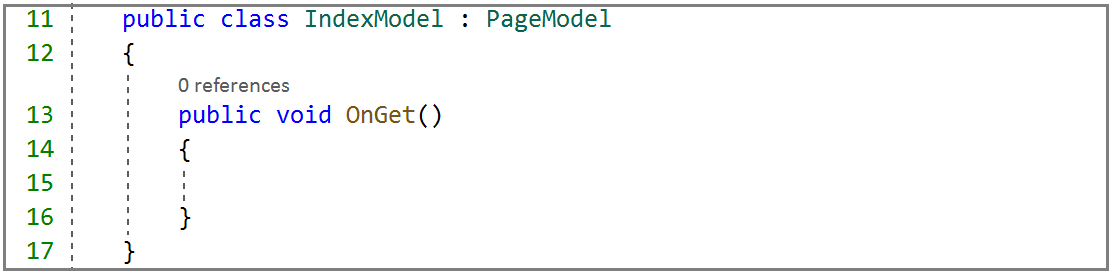 11 public class IndexModel : PageModel
12 {
0 references
13 public void OnGet()
14 {
15
16 }
17 }